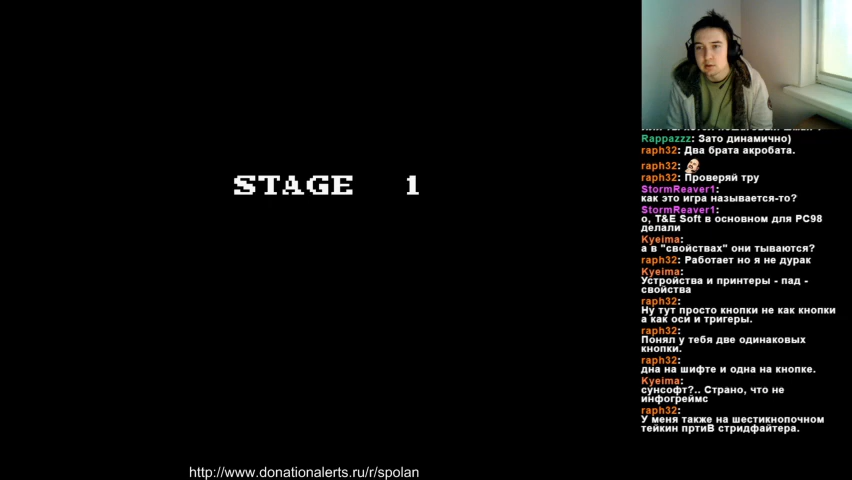 STAGE 1
Rappazzz: Зато динамично)
raph32: Два брата акробата.
raph32:
raph32: Проверяй тру
StormReaver1:
как это игра называется-то?
StormReaver1:
о, T&E Soft в основном для PC98
делали
Kyeima:
а в "свойствах" они тываются?
raph32: Работает но я не дурак
Kyeima:
Устройства и принтеры - пад -
свойства
raph32:
Ну тут просто кнопки не как кнопки
а как оси и тригеры.
raph32:
Понял у тебя две одинаковых
кнопки.
raph32:
дна на шифте и одна на кнопке.
Kyeima:
сунсофт?.. Страно, что не
инфогреймс
raph32:
У меня также на шестикнопочном
тейкин пртиВ стридфайтера.
http://www.donationalerts.ru/r/spolan